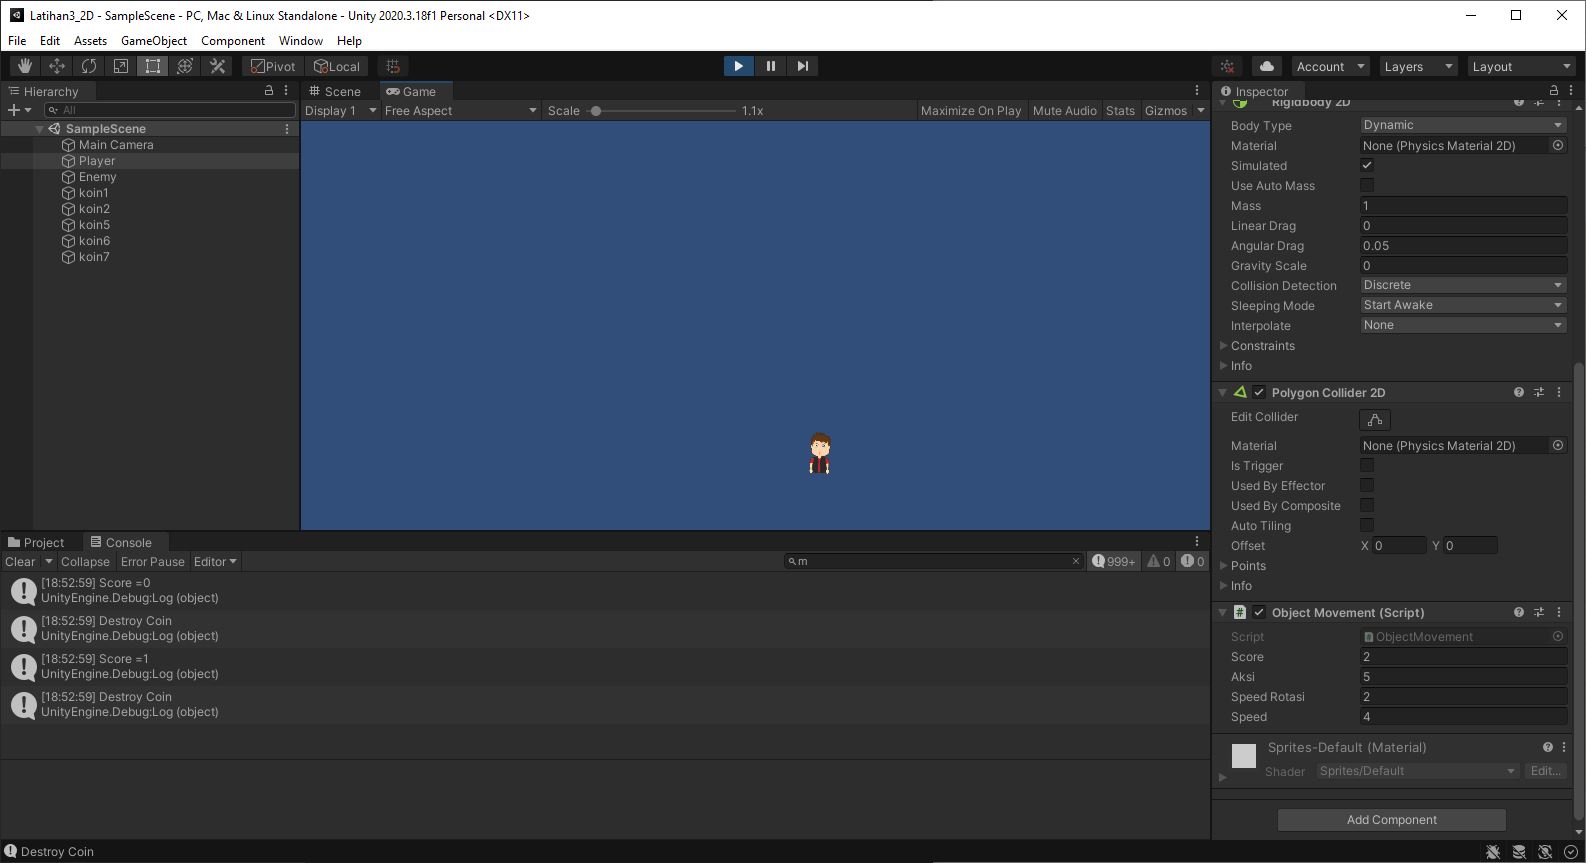 Latihan3_2D - SampleScene - PC, Mac & Linux Standalone - Unity 2020.3.18f1 Personal <DX11>
File Edit Assets GameObject Component Window Help
Pivot Local Account Layers Layout
Hierarchy
All
SampleScene
Main Camera
Player
Enemy
koin1
koin2
koin5
koin6
koin7
Scene Game
Display 1 Free Aspect Scale 1.1x Maximize On Play Mute Audio Stats Gizmos
Project Console
Clear Collapse Error Pause Editor m 999+ 0 0
[18:52:59] Score =0
UnityEngine.Debug:Log (object)
[18:52:59] Destroy Coin
UnityEngine.Debug:Log (object)
[18:52:59] Score =1
UnityEngine.Debug:Log (object)
[18:52:59] Destroy Coin
UnityEngine.Debug:Log (object)
Inspector
Rigidbody 2D
Body Type Dynamic
Material None (Physics Material 2D)
Simulated
Use Auto Mass
Mass 1
Linear Drag 0
Angular Drag 0.05
Gravity Scale 0
Collision Detection Discrete
Sleeping Mode Start Awake
Interpolate None
Constraints
Info
Polygon Collider 2D
Edit Collider
Material None (Physics Material 2D)
Is Trigger
Used By Effector
Used By Composite
Auto Tiling
Offset X 0 Y 0
Points
Info
# Object Movement (Script)
Script ObjectMovement
Score 2
Aksi 5
Speed Rotasi 2
Speed 4
Sprites-Default (Material)
Shader Sprites/Default Edit...
Add Component
Destroy Coin